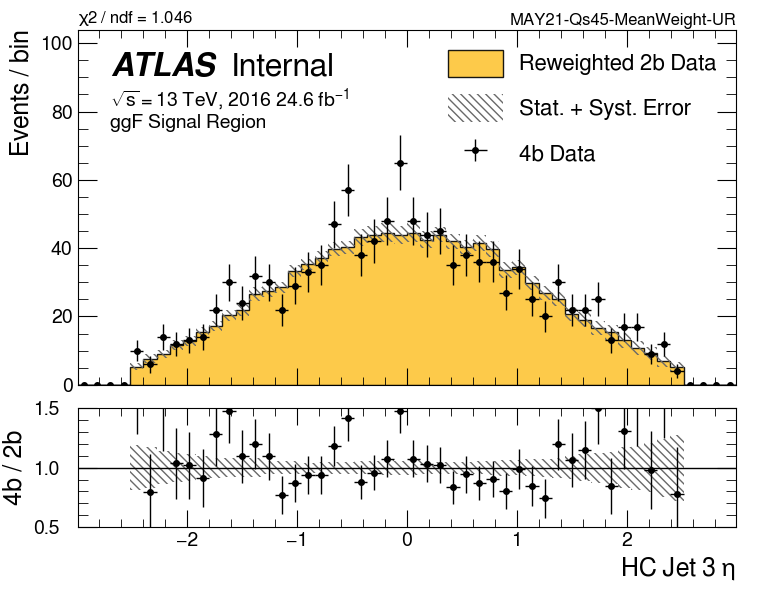 χ2 / ndf = 1.046
MAY21-Qs45-MeanWeight-UR
Events / bin
100
80
60
40
20
0
ATLAS Internal
√s = 13 TeV, 2016 24.6 fb⁻¹
ggF Signal Region
Reweighted 2b Data
Stat. + Syst. Error
4b Data
4b / 2b
1.5
1.0
0.5
−2 −1 0 1 2
HC Jet 3 η